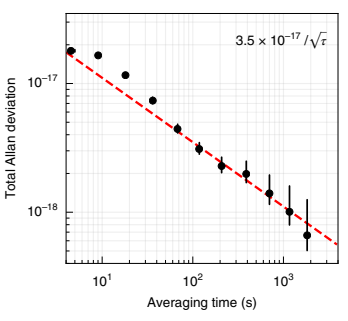 3.5 × 10⁻¹⁷ /√τ
Total Allan deviation
10⁻¹⁷
10⁻¹⁸
10¹ 10² 10³
Averaging time (s)